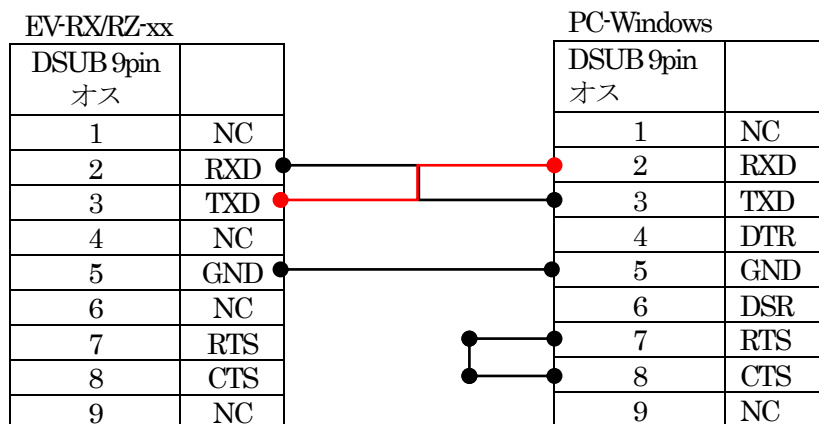 EV-RX/RZ-xx
DSUB 9pin
オス
1 NC
2 RXD
3 TXD
4 NC
5 GND
6 NC
7 RTS
8 CTS
9 NC
PC-Windows
DSUB 9pin
オス
1 NC
2 RXD
3 TXD
4 DTR
5 GND
6 DSR
7 RTS
8 CTS
9 NC